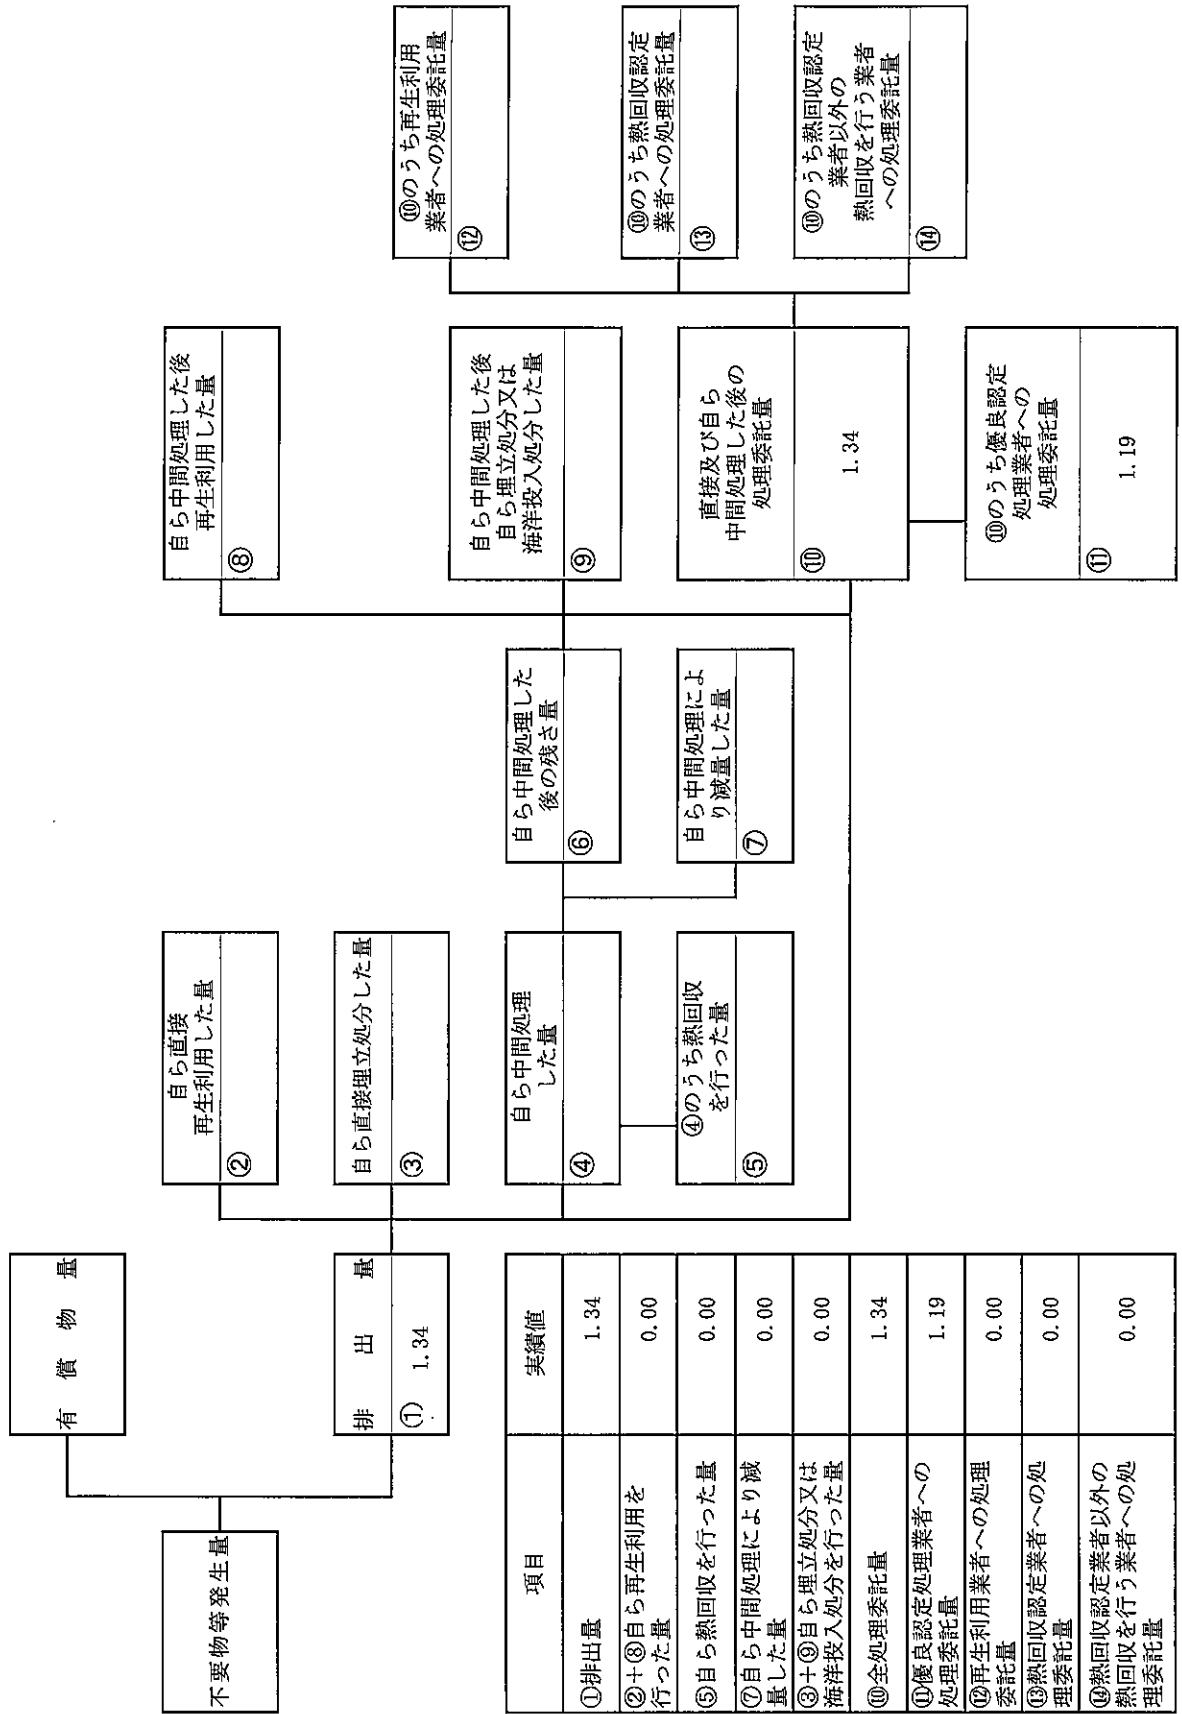 不要物等発生量
有償物量
排出量
① 1.34
自ら直接
再生利用した量
②
自ら直接埋立処分した量
③
自ら中間処理
した量
④
④のうち熱回収
を行った量
⑤
自ら中間処理した
後の残さ量
⑥
自ら中間処理によ
り減量した量
⑦
自ら中間処理した後
再生利用した量
⑧
自ら中間処理した後
自ら埋立処分又は
海洋投入処分した量
⑨
直接及び自ら
中間処理した後の
処理委託量
⑩ 1.34
⑩のうち優良認定
処理業者への
処理委託量
⑪ 1.19
⑩のうち再生利用
業者への処理委託量
⑫
⑩のうち熱回収認定
業者への処理委託量
⑬
⑩のうち熱回収認定
業者以外の
熱回収を行う業者
への処理委託量
⑭
項目 実績値
①排出量 1.34
②+⑧自ら再生利用を
行った量 0.00
⑤自ら熱回収を行った量 0.00
⑦自ら中間処理により減
量した量 0.00
③+⑨自ら埋立処分又は
海洋投入処分を行った量 0.00
⑩全処理委託量 1.34
⑪優良認定処理業者への
処理委託量 1.19
⑫再生利用業者への処理
委託量 0.00
⑬熱回収認定業者への処
理委託量 0.00
⑭熱回収認定業者以外の
熱回収を行う業者への処
理委託量 0.00